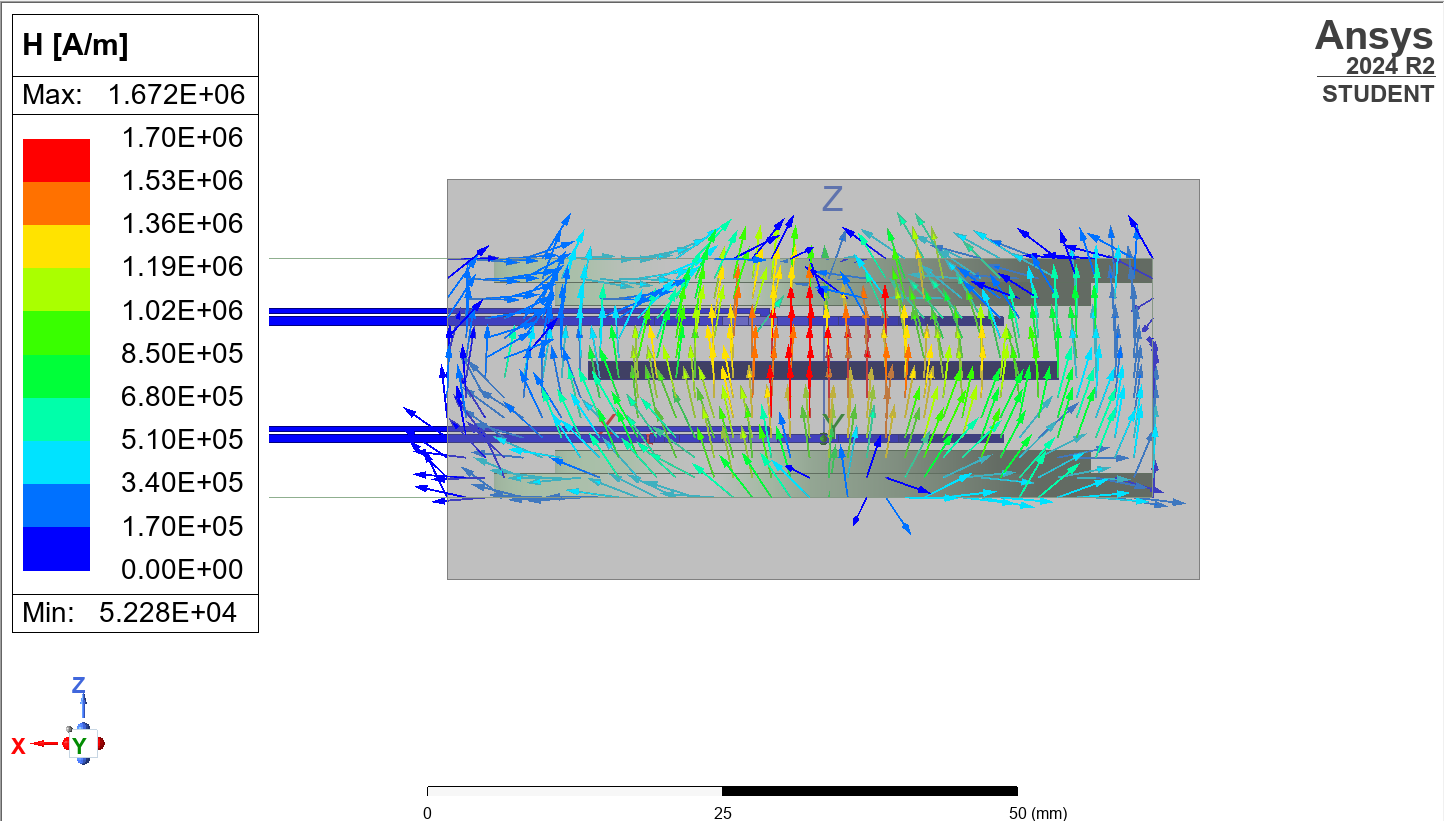 H [A/m]
Max: 1.672E+06
1.70E+06
1.53E+06
1.36E+06
1.19E+06
1.02E+06
8.50E+05
6.80E+05
5.10E+05
3.40E+05
1.70E+05
0.00E+00
Min: 5.228E+04
Ansys
2024 R2
STUDENT
Z
X
Y
Z
X
Y
0
25
50 (mm)